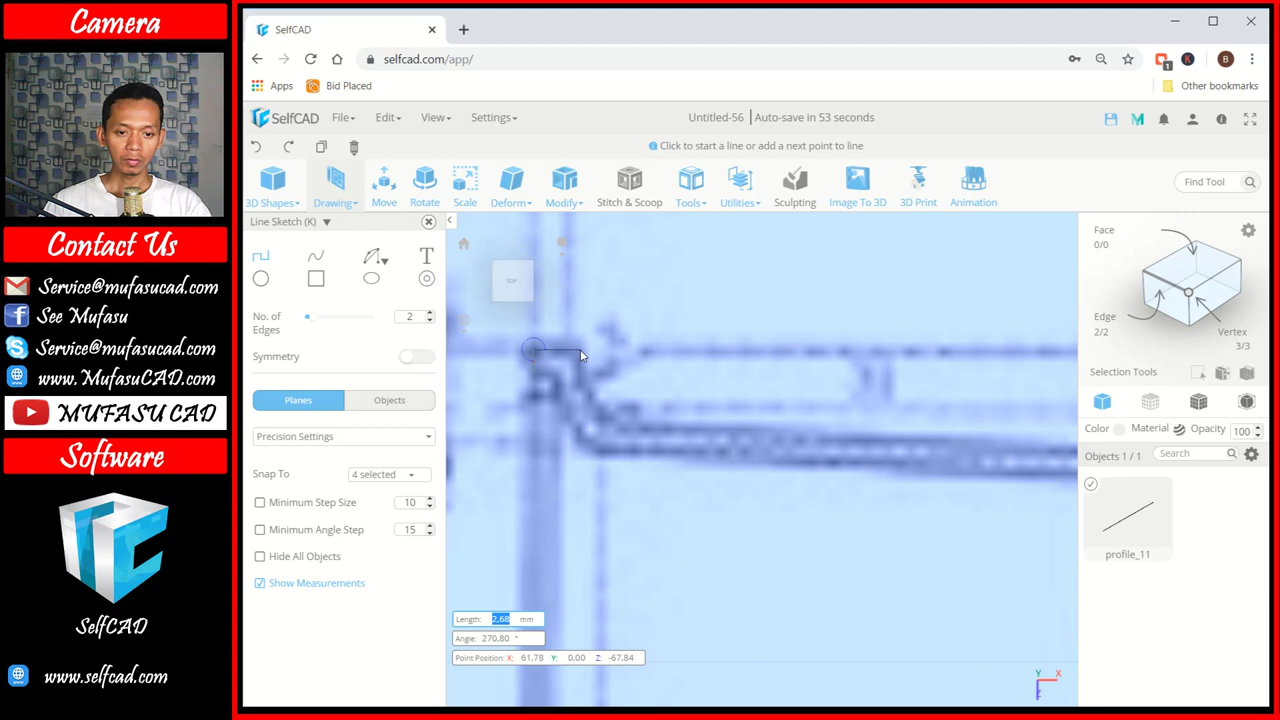 Camera
Contact Us
Service@mufasucad.com
See Mufasu
Service@mufasucad.com
www.MufasuCAD.com
MUFASU CAD
Software
SelfCAD
www.selfcad.com
SelfCAD
selfcad.com/app/
Apps
Bid Placed
1
K
B
Other bookmarks
SelfCAD
File
Edit
View
Settings
Untitled-56 | Auto-save in 53 seconds
Click to start a line or add a next point to line
3D Shapes
Drawing
Move
Rotate
Scale
Deform
Modify
Stitch & Scoop
Tools
Utilities
Sculpting
Image To 3D
3D Print
Animation
Find Tool
Line Sketch (K)
T
No. of Edges
2
Symmetry
Planes
Objects
Precision Settings
Snap To
4 selected
Minimum Step Size
10
Minimum Angle Step
15
Hide All Objects
Show Measurements
TOP
Length: 2.68 mm
Angle: 270,80 °
Point Position: X: 61,78 Y: 0,00 Z: -67,84
Face
0/0
Edge
2/2
Vertex
3/3
Selection Tools
Color
Material
Opacity
100
Objects 1 / 1
Search
profile_11
Y
X
Z